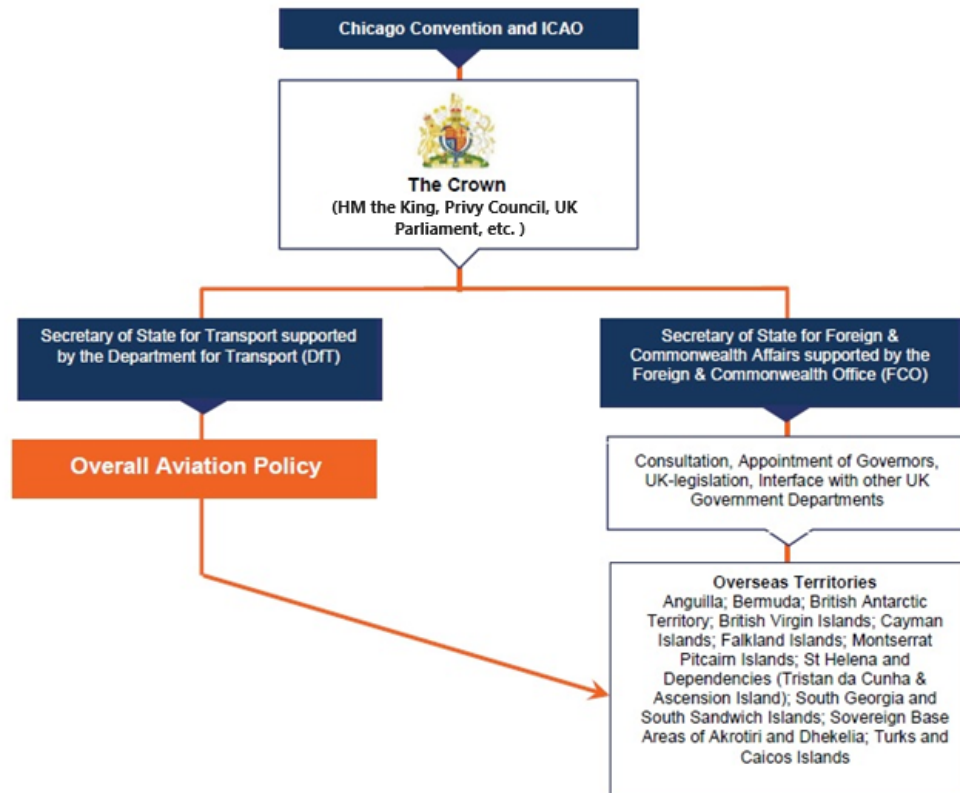 Chicago Convention and ICAO
The Crown
(HM the King, Privy Council, UK
Parliament, etc. )
Secretary of State for Transport supported
by the Department for Transport (DfT)
Overall Aviation Policy
Secretary of State for Foreign &
Commonwealth Affairs supported by the
Foreign & Commonwealth Office (FCO)
Consultation, Appointment of Governors,
UK-legislation, Interface with other UK
Government Departments
Overseas Territories
Anguilla; Bermuda; British Antarctic
Territory; British Virgin Islands; Cayman
Islands; Falkland Islands; Montserrat
Pitcairn Islands; St Helena and
Dependencies (Tristan da Cunha &
Ascension Island); South Georgia and
South Sandwich Islands; Sovereign Base
Areas of Akrotiri and Dhekelia; Turks and
Caicos Islands